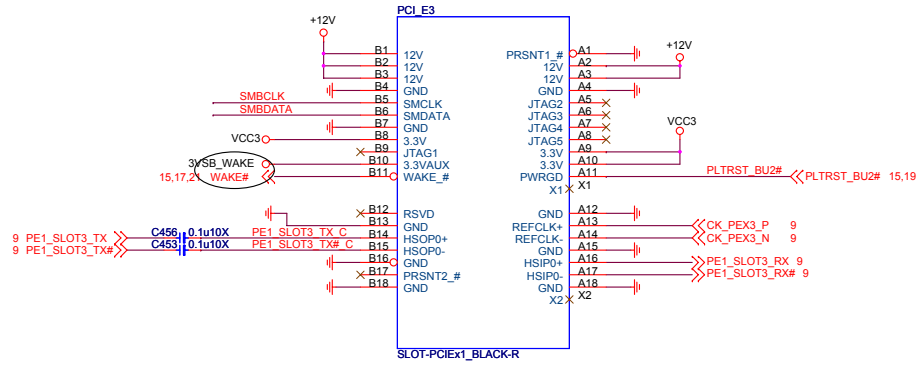 PCI_E3
+12V
+12V
B1 12V PRSNT1_# A1
B2 12V 12V A2
B3 12V 12V A3
B4 GND GND A4
SMBCLK B5 SMCLK JTAG2 A5
SMBDATA B6 SMDATA JTAG3 A6
B7 GND JTAG4 A7
VCC3 B8 3.3V JTAG5 A8 VCC3
B9 JTAG1 3.3V A9
3VSB_WAKE B10 3.3VAUX 3.3V A10
15,17,21 WAKE# B11 WAKE_# PWRGD A11 PLTRST_BU2# PLTRST_BU2# 15,19
X1 X1
B12 RSVD GND A12
B13 GND REFCLK+ A13 CK_PEX3_P 9
9 PE1_SLOT3_TX C456 0.1u10X PE1_SLOT3_TX_C B14 HSOP0+ REFCLK- A14 CK_PEX3_N 9
9 PE1_SLOT3_TX# C453 0.1u10X PE1_SLOT3_TX#_C B15 HSOP0- GND A15
B16 GND HSIP0+ A16 PE1_SLOT3_RX 9
B17 PRSNT2_# HSIP0- A17 PE1_SLOT3_RX# 9
B18 GND GND A18
X2 X2
SLOT-PCIEx1_BLACK-R